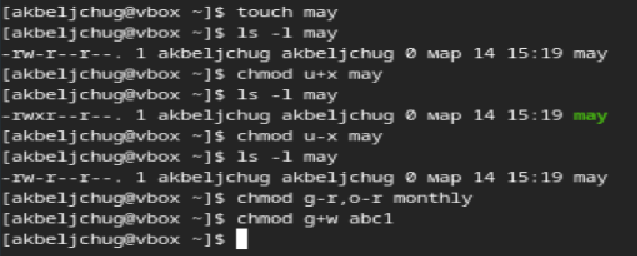 [akbeljchug@vbox ~]$ touch may
[akbeljchug@vbox ~]$ ls -l may
-rw-r--r--. 1 akbeljchug akbeljchug 0 мар 14 15:19 may
[akbeljchug@vbox ~]$ chmod u+x may
[akbeljchug@vbox ~]$ ls -l may
-rwxr--r--. 1 akbeljchug akbeljchug 0 мар 14 15:19 may
[akbeljchug@vbox ~]$ chmod u-x may
[akbeljchug@vbox ~]$ ls -l may
-rw-r--r--. 1 akbeljchug akbeljchug 0 мар 14 15:19 may
[akbeljchug@vbox ~]$ chmod g-r,o-r monthly
[akbeljchug@vbox ~]$ chmod g+w abc1
[akbeljchug@vbox ~]$